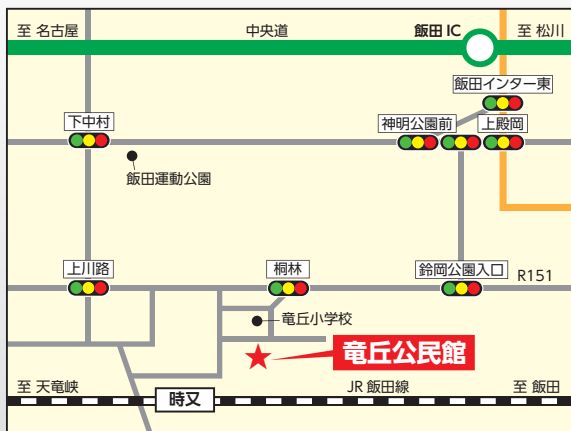 至 名古屋
中央道
飯田 IC
至 松川
飯田インター東
下中村
神明公園前
上殿岡
飯田運動公園
上川路
桐林
鈴岡公園入口
R151
竜丘小学校
竜丘公民館
至 天竜峡
時又
JR 飯田線
至 飯田